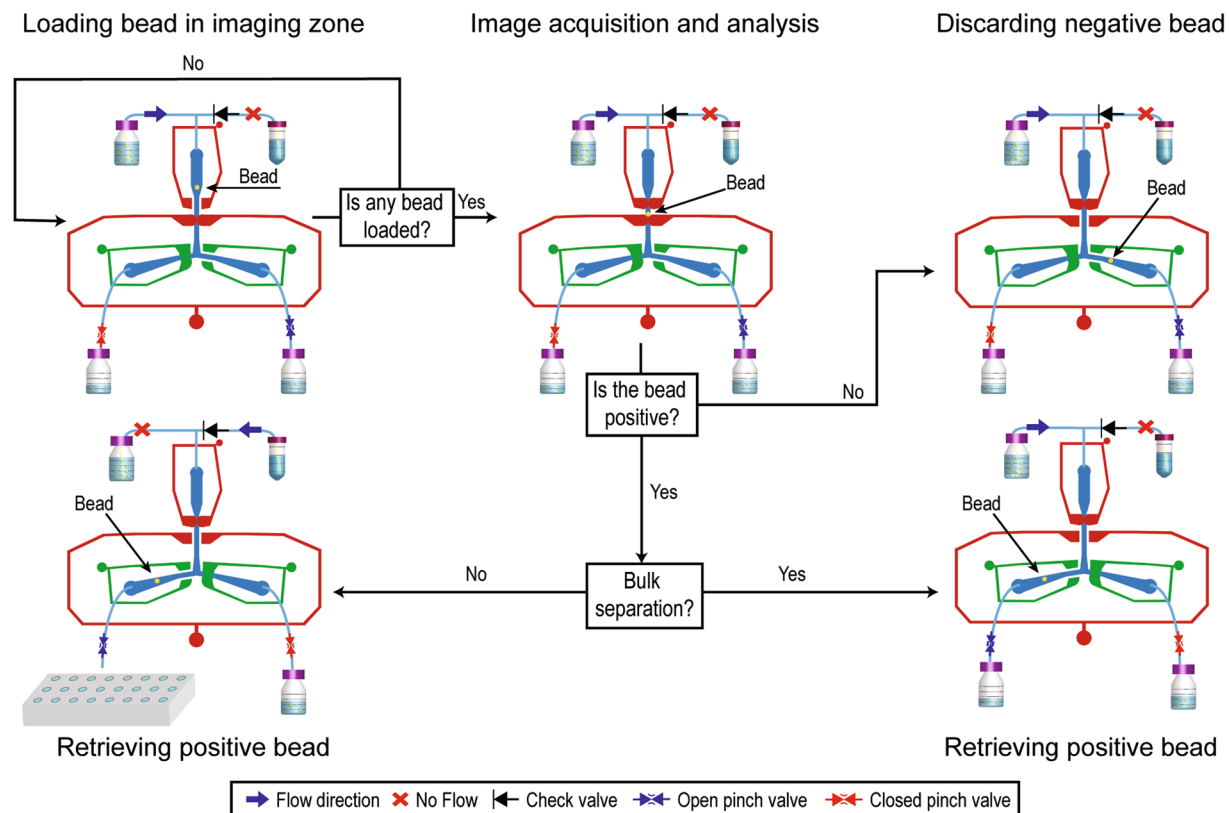 Loading bead in imaging zone
Image acquisition and analysis
Discarding negative bead
No
Bead
Is any bead
loaded?
Yes
Bead
Bead
Is the bead
positive?
No
Yes
Bead
Bead
No
Bulk
separation?
Yes
Retrieving positive bead
Retrieving positive bead
Flow direction No Flow Check valve Open pinch valve Closed pinch valve